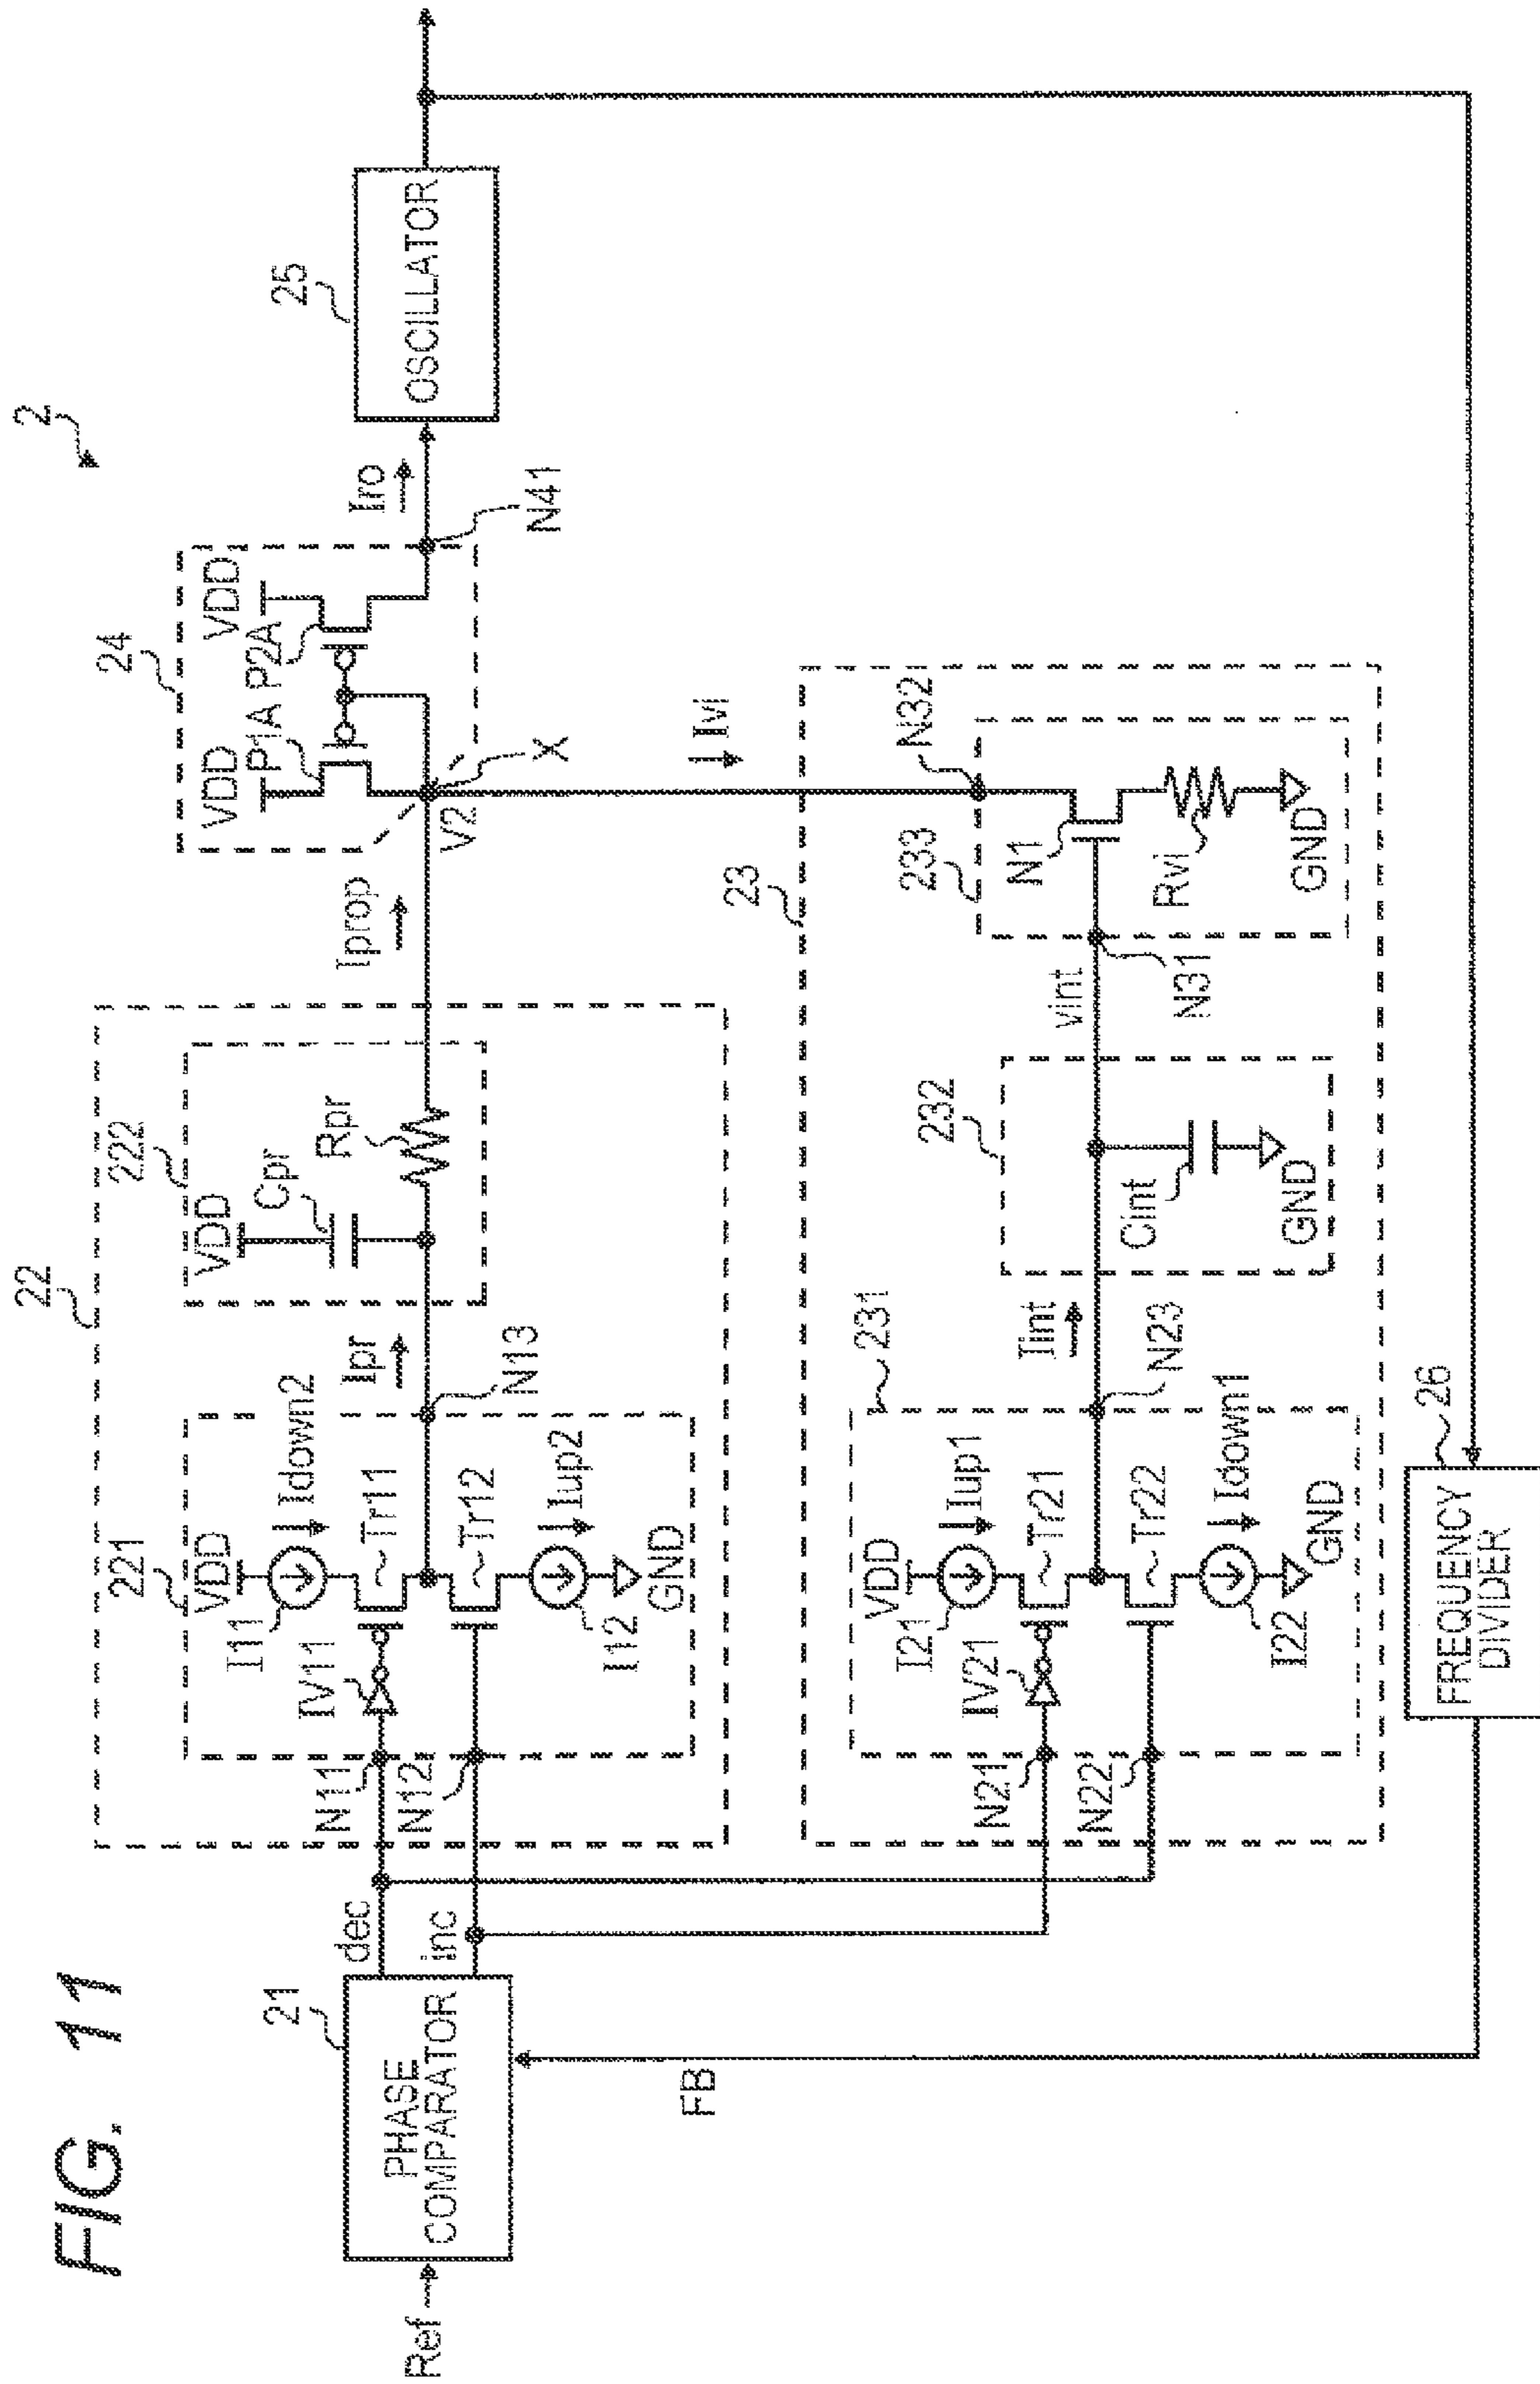 FIG. 11
2
Ref
21
PHASE
COMPARATOR
dec
inc
FB
22
221
VDD
I11
Idown2
IV11
Tr11
N11
N12
Tr12
Iup2
I12
GND
N13
Ipr
222
VDD
Cpr
Rpr
Iprop
V2
X
24
VDD
P1A
P2A
VDD
N41
Iro
25
OSCILLATOR
Ivi
23
231
VDD
I21
Iup1
IV21
Tr21
N21
N22
Tr22
Idown1
I22
GND
N23
Iint
232
Cint
GND
vint
N31
233
N32
N1
Rvi
GND
26
FREQUENCY
DIVIDER